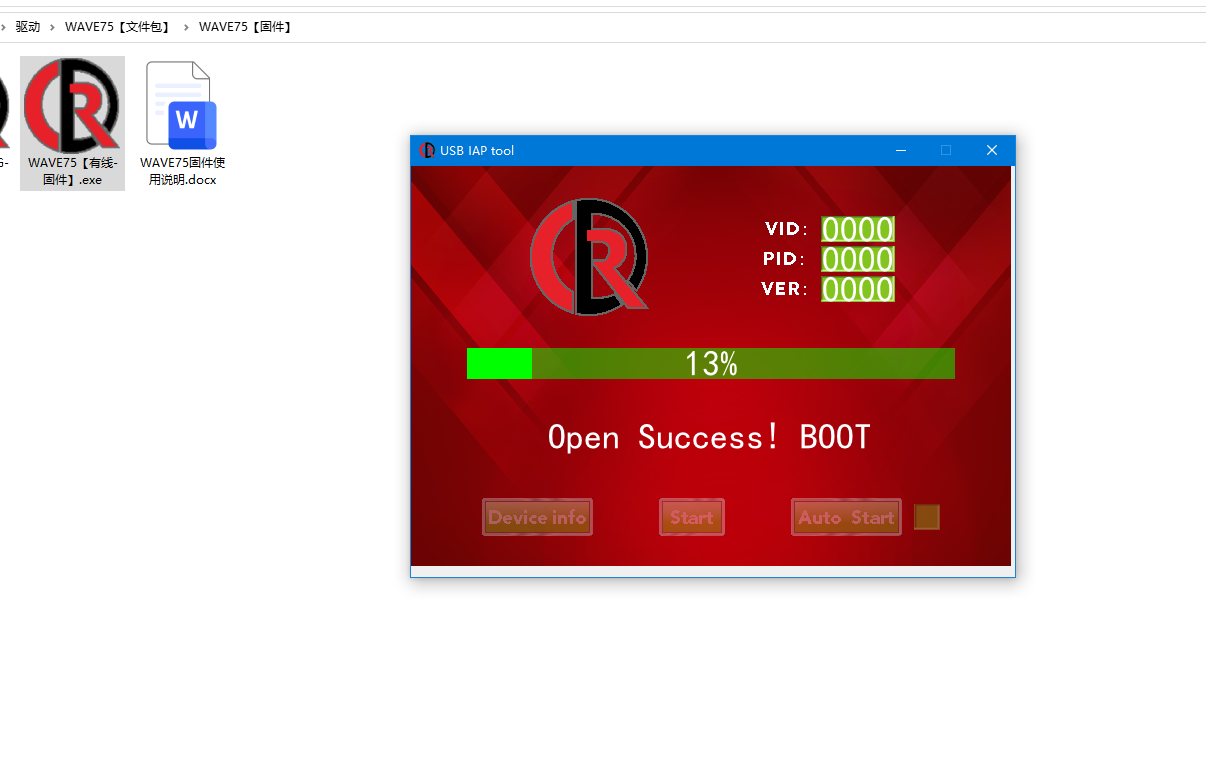 驱动 › WAVE75【文件包】 › WAVE75【固件】
G-
WAVE75【有线-
固件】.exe
W
WAVE75固件使
用说明.docx
USB IAP tool
VID: 0000
PID: 0000
VER: 0000
13%
Open Success! BOOT
Device info Start Auto Start